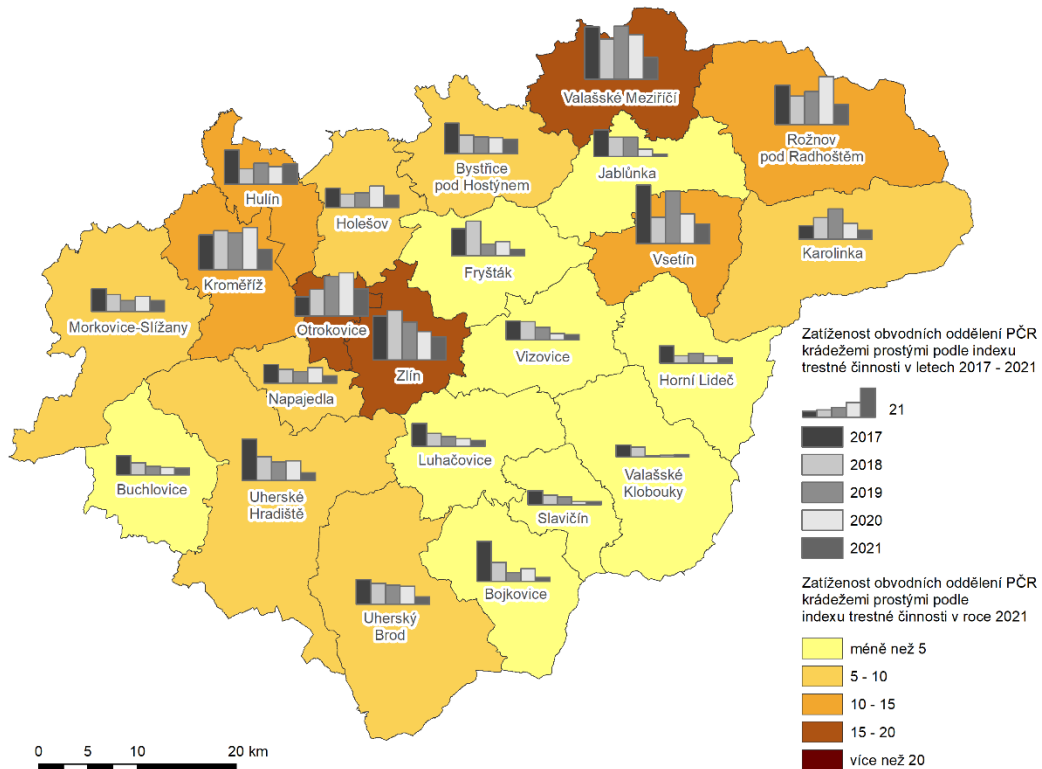 Valašské Meziříčí
Rožnov
pod Radhoštěm
Jablůnka
Bystřice
pod Hostýnem
Hulín
Holešov
Karolinka
Vsetín
Fryšták
Kroměříž
Morkovice-Slížany
Otrokovice
Vizovice
Horní Lideč
Zlín
Napajedla
Luhačovice
Valašské
Klobouky
Buchlovice
Uherské
Hradiště
Slavičín
Bojkovice
Uherský
Brod
Zatíženost obvodních oddělení PČR
krádežemi prostými podle indexu
trestné činnosti v letech 2017 - 2021
21
2017
2018
2019
2020
2021
Zatíženost obvodních oddělení PČR
krádežemi prostými podle
indexu trestné činnosti v roce 2021
méně než 5
5 - 10
10 - 15
15 - 20
více než 20
0 5 10 20 km